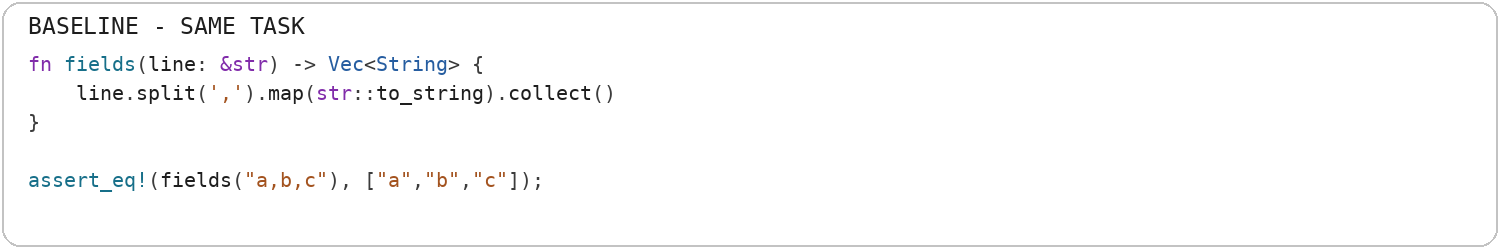 BASELINE - SAME TASK
fn fields(line: &str) -> Vec<String> {
    line.split(',').map(str::to_string).collect()
}
assert_eq!(fields("a,b,c"), ["a","b","c"]);